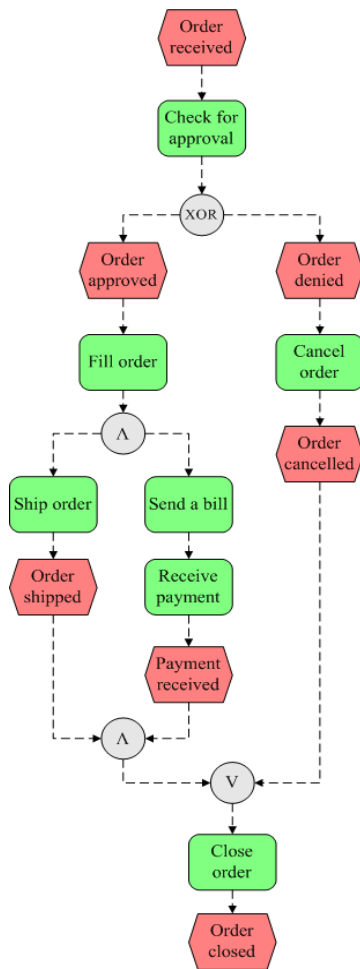 Order
received
Check for
approval
XOR
Order
approved
Order
denied
Fill order
Cancel
order
Λ
Order
cancelled
Ship order
Send a bill
Order
shipped
Receive
payment
Payment
received
Λ
V
Close
order
Order
closed